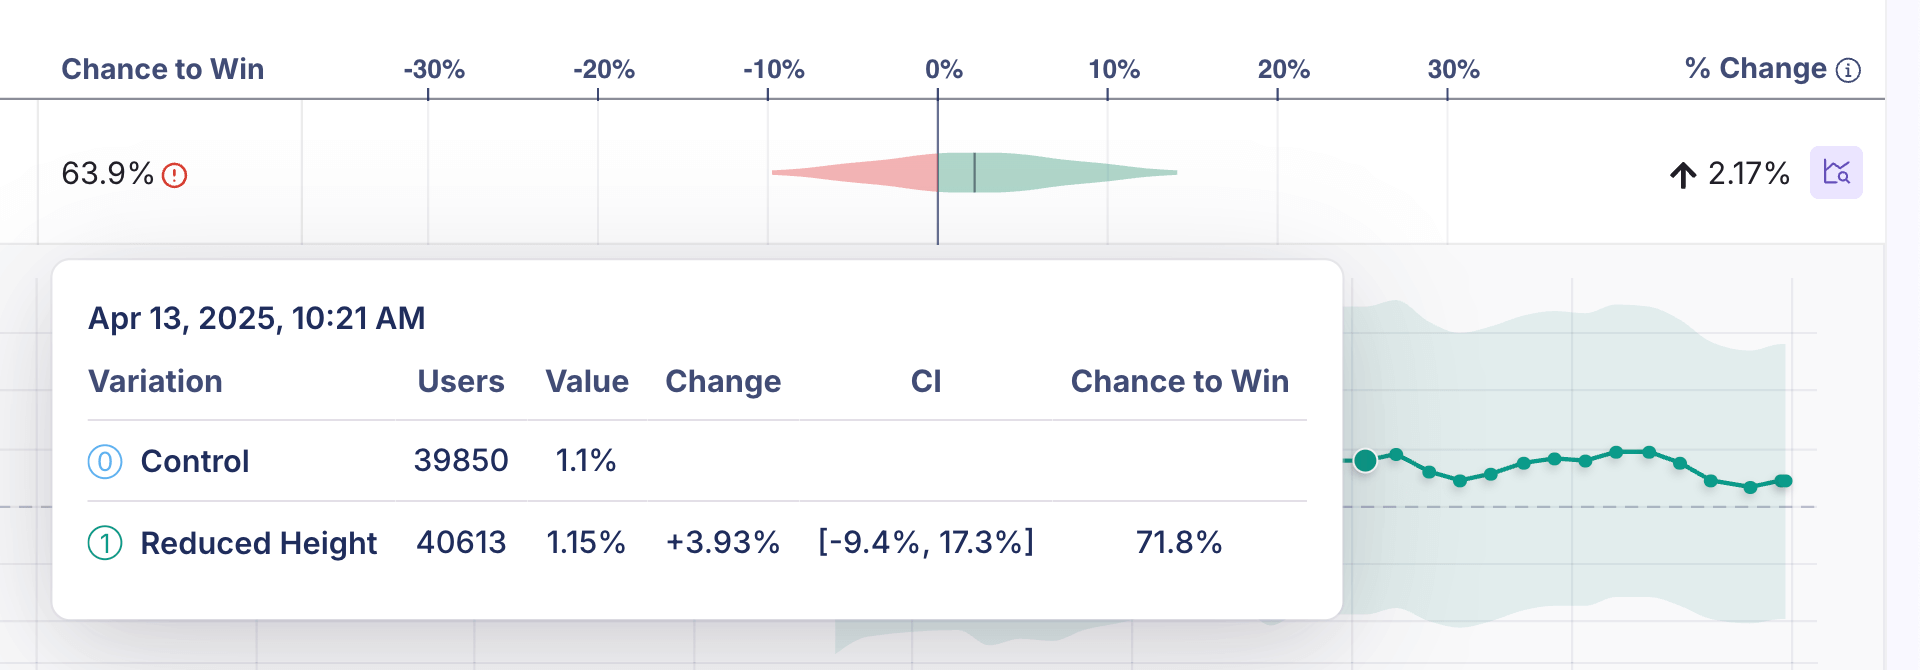 Chance to Win -30% -20% -10% 0% 10% 20% 30% % Change
63.9% 2.17%
Apr 13, 2025, 10:21 AM
Variation Users Value Change CI Chance to Win
0 Control 39850 1.1%
1 Reduced Height 40613 1.15% +3.93% [-9.4%, 17.3%] 71.8%